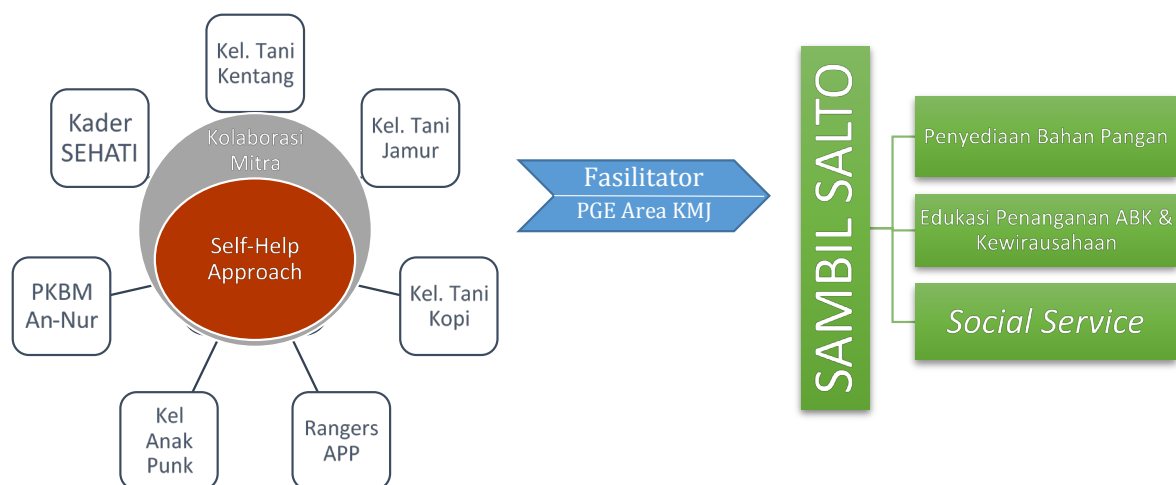 Kel. Tani
Kentang
Kader
SEHATI
Kel. Tani
Jamur
Kolaborasi
Mitra
Self-Help
Approach
PKBM
An-Nur
Kel. Tani
Kopi
Kel
Anak
Punk
Rangers
APP
Fasilitator
PGE Area KMJ
SAMBIL SALTO
Penyediaan Bahan Pangan
Edukasi Penanganan ABK &
Kewirausahaan
Social Service